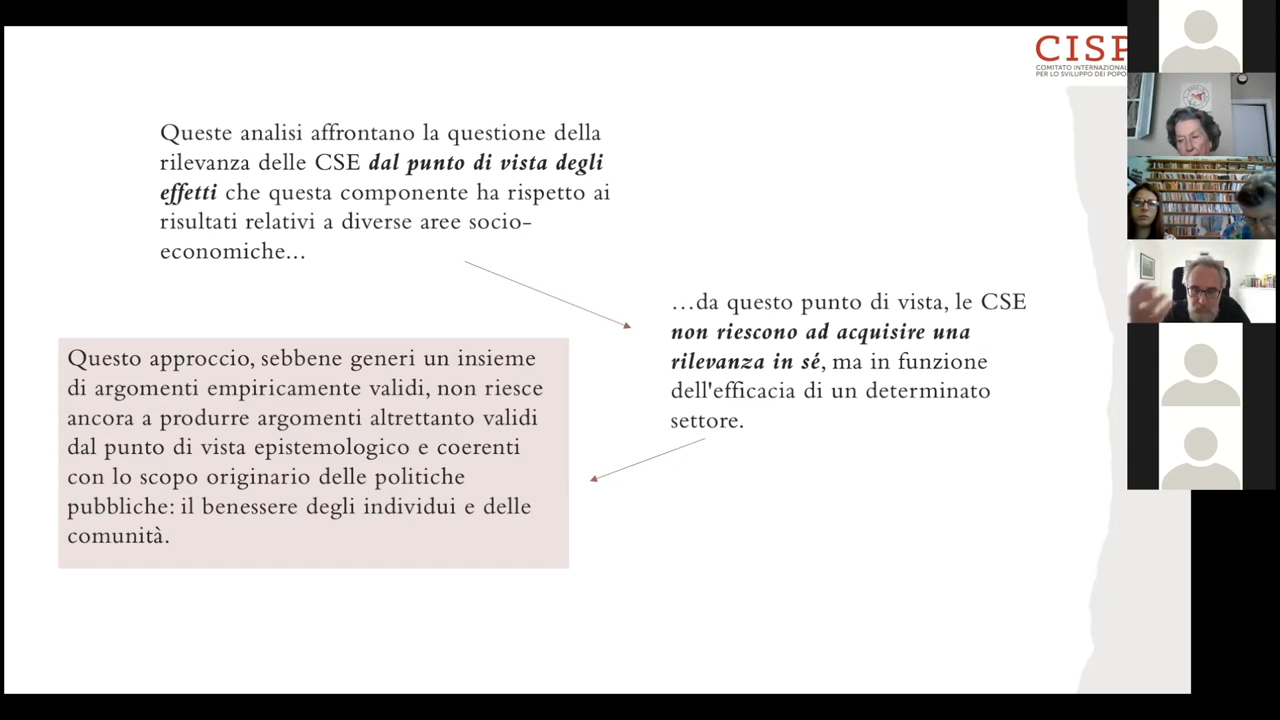 CISP
COMITATO INTERNAZIONAL
PER LO SVILUPPO DEI POPO
Queste analisi affrontano la questione della
rilevanza delle CSE dal punto di vista degli
effetti che questa componente ha rispetto ai
risultati relativi a diverse aree socio-
economiche…
…da questo punto di vista, le CSE
non riescono ad acquisire una
rilevanza in sé, ma in funzione
dell'efficacia di un determinato
settore.
Questo approccio, sebbene generi un insieme
di argomenti empiricamente validi, non riesce
ancora a produrre argomenti altrettanto validi
dal punto di vista epistemologico e coerenti
con lo scopo originario delle politiche
pubbliche: il benessere degli individui e delle
comunità.